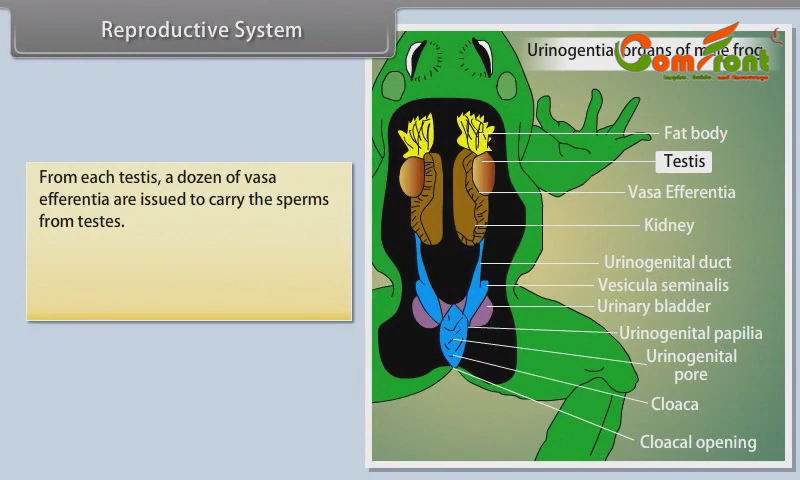 Reproductive System
Urinogential organs of male frog
ComFront
From each testis, a dozen of vasa
efferentia are issued to carry the sperms
from testes.
Fat body
Testis
Vasa Efferentia
Kidney
Urinogenital duct
Vesicula seminalis
Urinary bladder
Urinogenital papilia
Urinogenital
pore
Cloaca
Cloacal opening